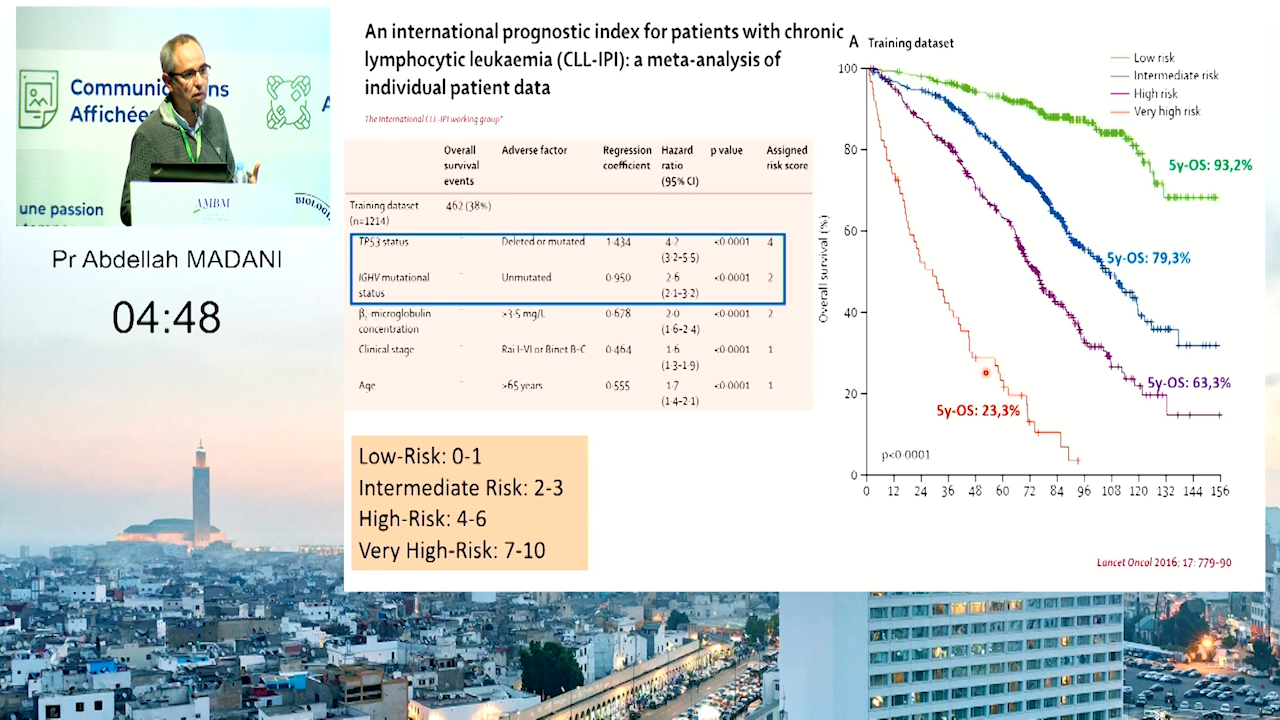 Communic ns
Affichée
A
une passion
AMBM
BIOLOG
Pr Abdellah MADANI
04:48
An international prognostic index for patients with chronic
lymphocytic leukaemia (CLL-IPI): a meta-analysis of
individual patient data
The International CLL-IPI working group*
Overall survival events
Adverse factor
Regression coefficient
Hazard ratio (95% CI)
p value
Assigned risk score
Training dataset (n=1214)
462 (38%)
TP53 status
Deleted or mutated
1·434
4·2 (3·2–5·5)
<0·0001
4
IGHV mutational status
Unmutated
0·950
2·6 (2·1–3·2)
<0·0001
2
β₂ microglobulin concentration
>3·5 mg/L
0·678
2·0 (1·6–2·4)
<0·0001
2
Clinical stage
Rai I–VI or Binet B–C
0·464
1·6 (1·3–1·9)
<0·0001
1
Age
>65 years
0·555
1·7 (1·4–2·1)
<0·0001
1
Low-Risk: 0-1
Intermediate Risk: 2-3
High-Risk: 4-6
Very High-Risk: 7-10
A Training dataset
Low risk
Intermediate risk
High risk
Very high risk
Overall survival (%)
100
80
60
40
20
0
5y-OS: 93,2%
5y-OS: 79,3%
5y-OS: 63,3%
5y-OS: 23,3%
p<0·0001
0 12 24 36 48 60 72 84 96 108 120 132 144 156
Lancet Oncol 2016; 17: 779-90